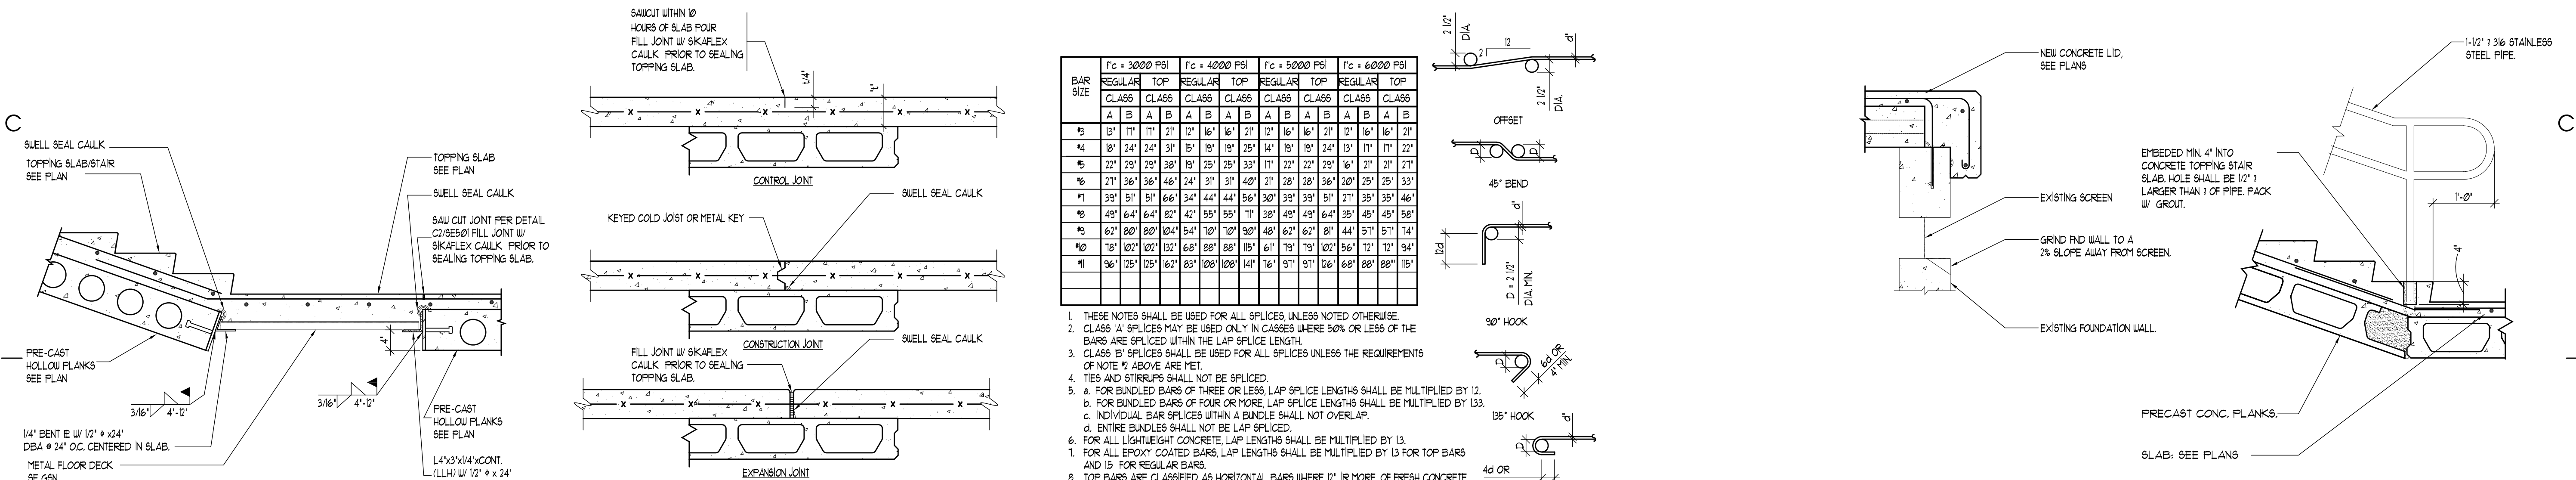 C
SWELL SEAL CAULK
TOPPING SLAB/STAIR
SEE PLAN
TOPPING SLAB
SEE PLAN
SWELL SEAL CAULK
SAW CUT JOINT PER DETAIL
C2/SE501 FILL JOINT W/
SIKAFLEX CAULK PRIOR TO
SEALING TOPPING SLAB.
4"
PRE-CAST
HOLLOW PLANKS
SEE PLAN
3/16" 4"-12"
3/16" 4"-12"
PRE-CAST
HOLLOW PLANKS
SEE PLAN
1/4" BENT PL W/ 1/2" φ x24"
DBA @ 24" O.C. CENTERED IN SLAB.
METAL FLOOR DECK
SE GSN
L4"x3"x1/4"xCONT.
(LLH) W/ 1/2" φ x 24"
SAWCUT WITHIN 10
HOURS OF SLAB POUR
FILL JOINT W/ SIKAFLEX
CAULK PRIOR TO SEALING
TOPPING SLAB.
t/4"
"t"
CONTROL JOINT
SWELL SEAL CAULK
KEYED COLD JOIST OR METAL KEY
CONSTRUCTION JOINT
SWELL SEAL CAULK
FILL JOINT W/ SIKAFLEX
CAULK PRIOR TO SEALING
TOPPING SLAB.
EXPANSION JOINT
BAR SIZE
f'c = 3000 PSI f'c = 4000 PSI f'c = 5000 PSI f'c = 6000 PSI
REGULAR TOP REGULAR TOP REGULAR TOP REGULAR TOP
CLASS CLASS CLASS CLASS CLASS CLASS CLASS CLASS
A B A B A B A B A B A B A B A B
#3 13" 17" 17" 21" 12" 16" 16" 21" 12" 16" 16" 21" 12" 16" 16" 21"
#4 18" 24" 24" 31" 15" 19" 19" 25" 14" 19" 19" 24" 13" 17" 17" 22"
#5 22" 29" 29" 38" 19" 25" 25" 33" 17" 22" 22" 29" 16" 21" 21" 27"
#6 27" 36" 36" 46" 24" 31" 31" 40" 21" 28" 28" 36" 20" 25" 25" 33"
#7 39" 51" 51" 66" 34" 44" 44" 56" 30" 39" 39" 51" 27" 35" 35" 46"
#8 49" 64" 64" 82" 42" 55" 55" 71" 38" 49" 49" 64" 35" 45" 45" 58"
#9 62" 80" 80" 104" 54" 70" 70" 90" 48" 62" 62" 81" 44" 57" 57" 74"
#10 78" 102" 102" 132" 68" 88" 88" 115" 61" 79" 79" 102" 56" 72" 72" 94"
#11 96" 125" 125" 162" 83" 108" 108" 141" 76" 97" 97" 126" 68" 88" 88" 115"
1. THESE NOTES SHALL BE USED FOR ALL SPLICES, UNLESS NOTED OTHERWISE.
2. CLASS 'A' SPLICES MAY BE USED ONLY IN CASSES WHERE 50% OR LESS OF THE
BARS ARE SPLICED WITHIN THE LAP SPLICE LENGTH.
3. CLASS 'B' SPLICES SHALL BE USED FOR ALL SPLICES UNLESS THE REQUIREMENTS
OF NOTE #2 ABOVE ARE MET.
4. TIES AND STIRRUPS SHALL NOT BE SPLICED.
5. a. FOR BUNDLED BARS OF THREE OR LESS, LAP SPLICE LENGTHS SHALL BE MULTIPLIED BY 1.2.
b. FOR BUNDLED BARS OF FOUR OR MORE, LAP SPLICE LENGTHS SHALL BE MULTIPLIED BY 1.33.
c. INDIVIDUAL BAR SPLICES WITHIN A BUNDLE SHALL NOT OVERLAP.
d. ENTIRE BUNDLES SHALL NOT BE LAP SPLICED.
6. FOR ALL LIGHTWEIGHT CONCRETE, LAP LENGTHS SHALL BE MULTIPLIED BY 1.3.
7. FOR ALL EPOXY COATED BARS, LAP LENGTHS SHALL BE MULTIPLIED BY 1.3 FOR TOP BARS
AND 1.5 FOR REGULAR BARS.
8. TOP BARS ARE CLASSIFIED AS HORIZONTAL BARS WHERE 12" IR MORE OF FRESH CONCRETE
2 1/2"
DIA.
12
2
d"
2 1/2"
DIA.
OFFSET
D
D
45° BEND
d"
12d
D = 2 1/2"
DIA. MIN.
90° HOOK
D
6d OR
4" MIN.
135° HOOK
d"
D
4d OR
NEW CONCRETE LID,
SEE PLANS
EXISTING SCREEN
GRIND FND WALL TO A
2% SLOPE AWAY FROM SCREEN.
EXISTING FOUNDATION WALL.
1-1/2" ? 316 STAINLESS
STEEL PIPE.
EMBEDED MIN. 4" INTO
CONCRETE TOPPING STAIR
SLAB. HOLE SHALL BE 1/2" ?
LARGER THAN ? OF PIPE. PACK
W/ GROUT.
1'-0"
4"
PRECAST CONC. PLANKS.
SLAB: SEE PLANS
C